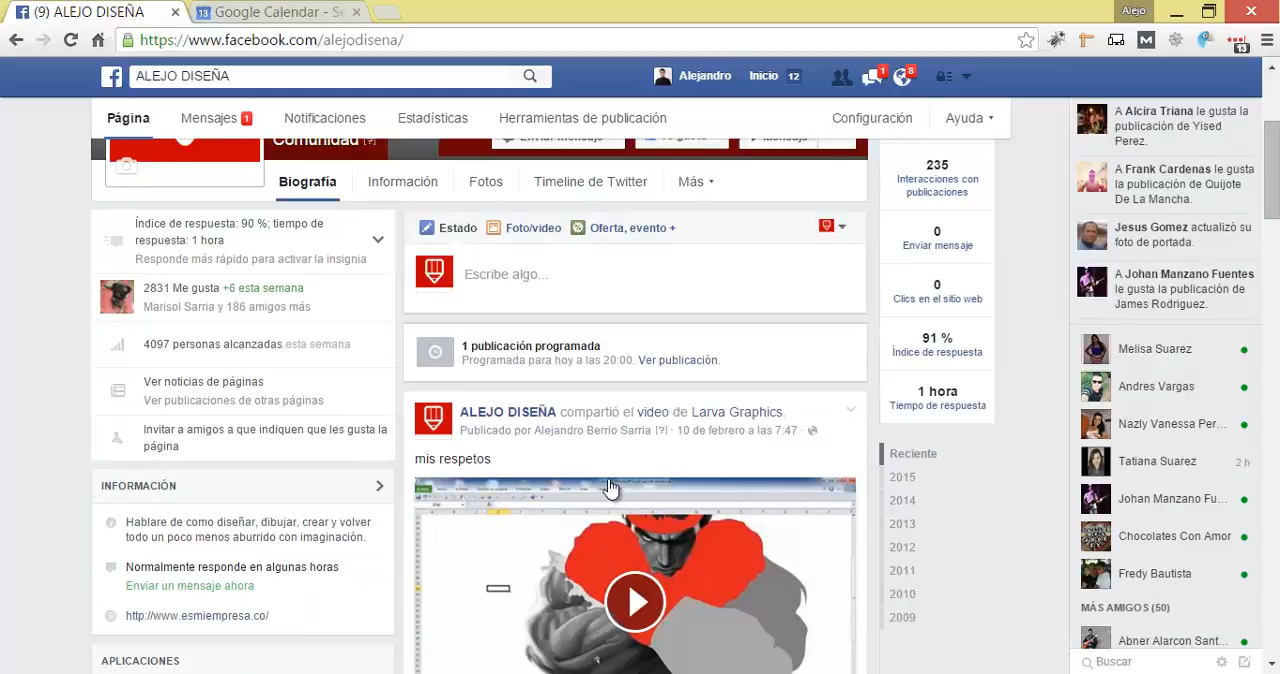 (9) ALEJO DISEÑA
13 Google Calendar - Se
Alejo
https://www.facebook.com/alejodisena/
M
13
ALEJO DISEÑA
Alejandro
Inicio 12
1
8
Página
Mensajes 1
Notificaciones
Estadísticas
Herramientas de publicación
Configuración
Ayuda
Comunidad [?]
Biografía
Información
Fotos
Timeline de Twitter
Más
Índice de respuesta: 90 %; tiempo de
respuesta: 1 hora
Responde más rápido para activar la insignia
2831 Me gusta +6 esta semana
Marisol Sarria y 186 amigos más
4097 personas alcanzadas esta semana
Ver noticias de páginas
Ver publicaciones de otras páginas
Invitar a amigos a que indiquen que les gusta la
página
INFORMACIÓN
Hablare de como diseñar, dibujar, crear y volver
todo un poco menos aburrido con imaginación.
Normalmente responde en algunas horas
Enviar un mensaje ahora
http://www.esmiempresa.co/
APLICACIONES
Estado
Foto/video
Oferta, evento +
Escribe algo...
1 publicación programada
Programada para hoy a las 20:00. Ver publicación.
ALEJO DISEÑA compartió el video de Larva Graphics.
Publicado por Alejandro Berrio Sarria [?] · 10 de febrero a las 7:47 ·
mis respetos
235
Interacciones con
publicaciones
0
Enviar mensaje
0
Clics en el sitio web
91 %
Índice de respuesta
1 hora
Tiempo de respuesta
Reciente
2015
2014
2013
2012
2011
2010
2009
A Alcira Triana le gusta la
publicación de Yised
Perez.
A Frank Cardenas le gusta
la publicación de Quijote
De La Mancha.
Jesus Gomez actualizó su
foto de portada.
A Johan Manzano Fuentes
le gusta la publicación de
James Rodriguez.
Melisa Suarez
Andres Vargas
Nazly Vanessa Per...
Tatiana Suarez 2 h
Johan Manzano Fu...
Chocolates Con Amor
Fredy Bautista
MÁS AMIGOS (50)
Abner Alarcon Sant...
Buscar